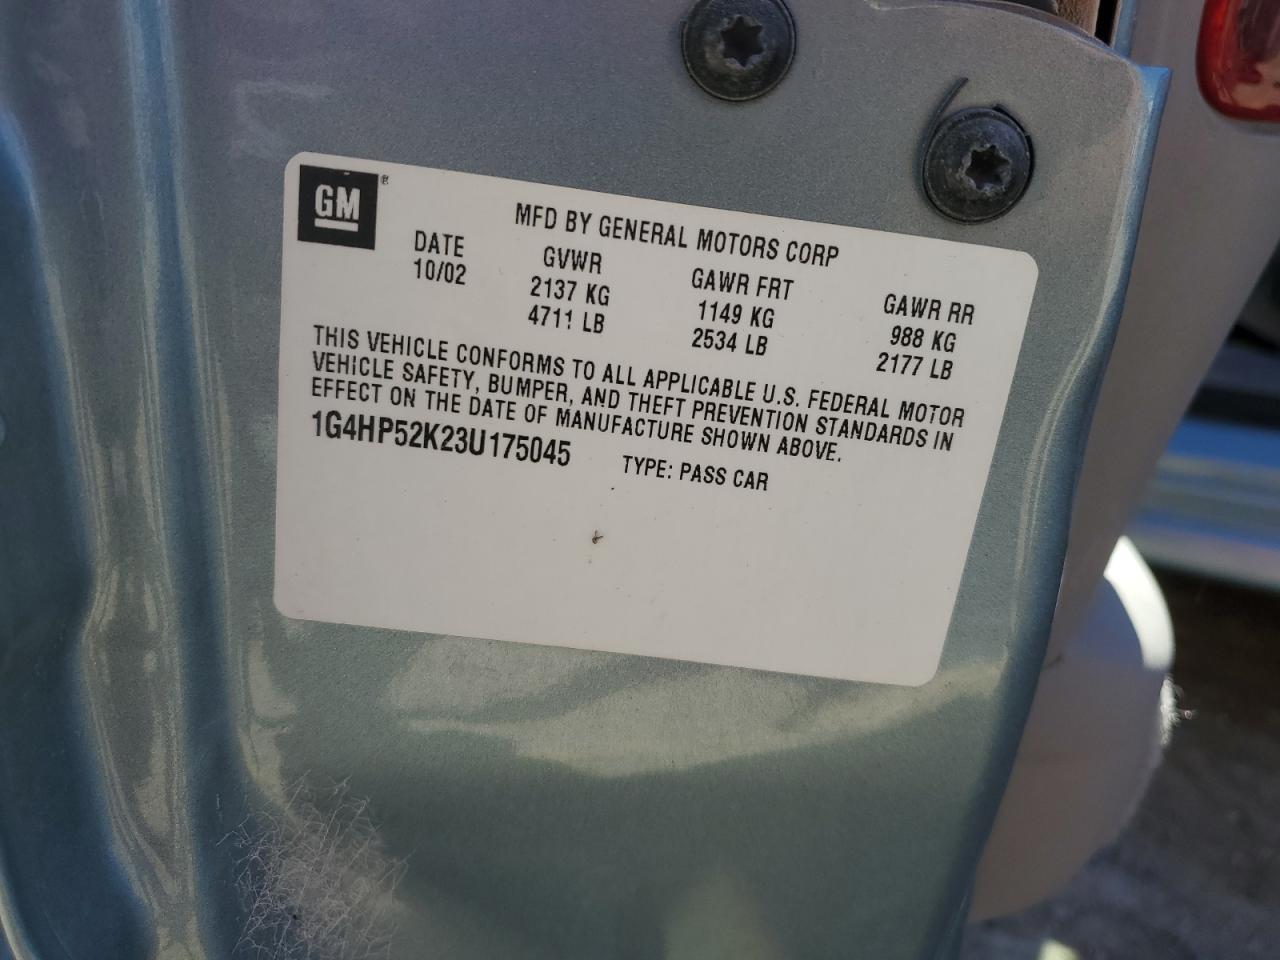 GM®
MFD BY GENERAL MOTORS CORP
DATE GVWR GAWR FRT GAWR RR
10/02 2137 KG 1149 KG 988 KG
4711 LB 2534 LB 2177 LB
THIS VEHICLE CONFORMS TO ALL APPLICABLE U.S. FEDERAL MOTOR
VEHICLE SAFETY, BUMPER, AND THEFT PREVENTION STANDARDS IN
EFFECT ON THE DATE OF MANUFACTURE SHOWN ABOVE.
1G4HP52K23U175045 TYPE: PASS CAR